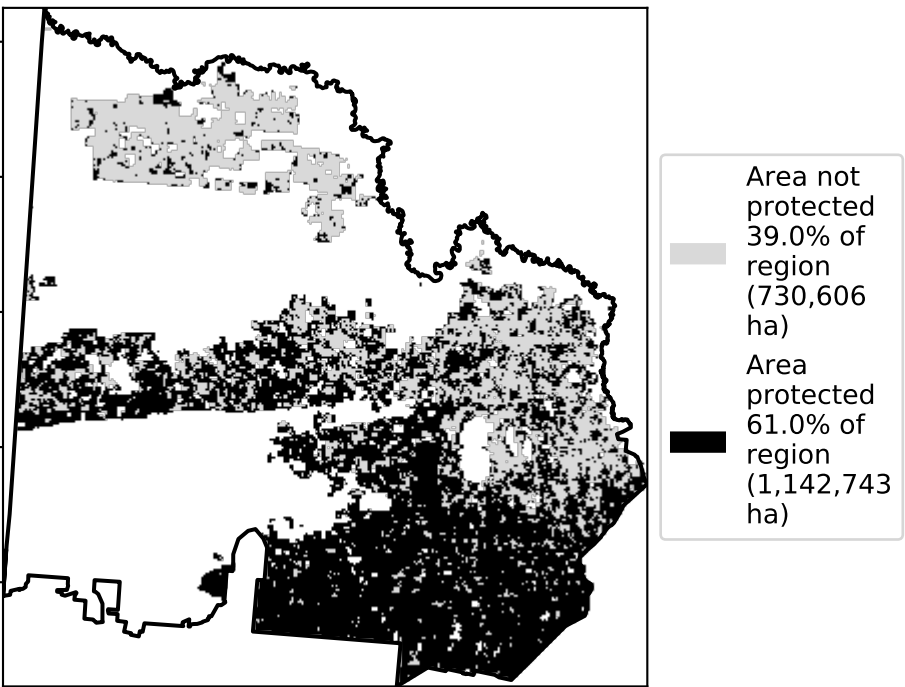 Area not
protected
39.0% of
region
(730,606
ha)
Area
protected
61.0% of
region
(1,142,743
ha)